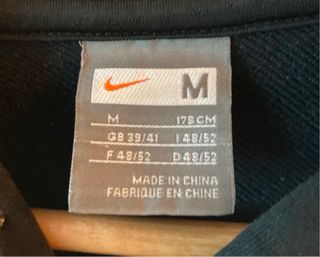 M
M 178CM
GB 39/41 I 48/52
F 48/52 D 48/52
MADE IN CHINA
FABRIQUE EN CHINE